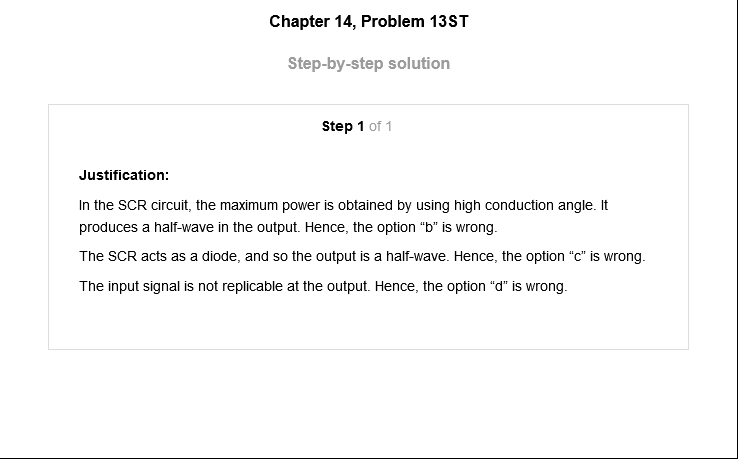 Chapter 14, Problem 13ST
Step-by-step solution
Step 1 of 1
Justification:
In the SCR circuit, the maximum power is obtained by using high conduction angle. It
produces a half-wave in the output. Hence, the option “b” is wrong.
The SCR acts as a diode, and so the output is a half-wave. Hence, the option “c” is wrong.
The input signal is not replicable at the output. Hence, the option “d” is wrong.